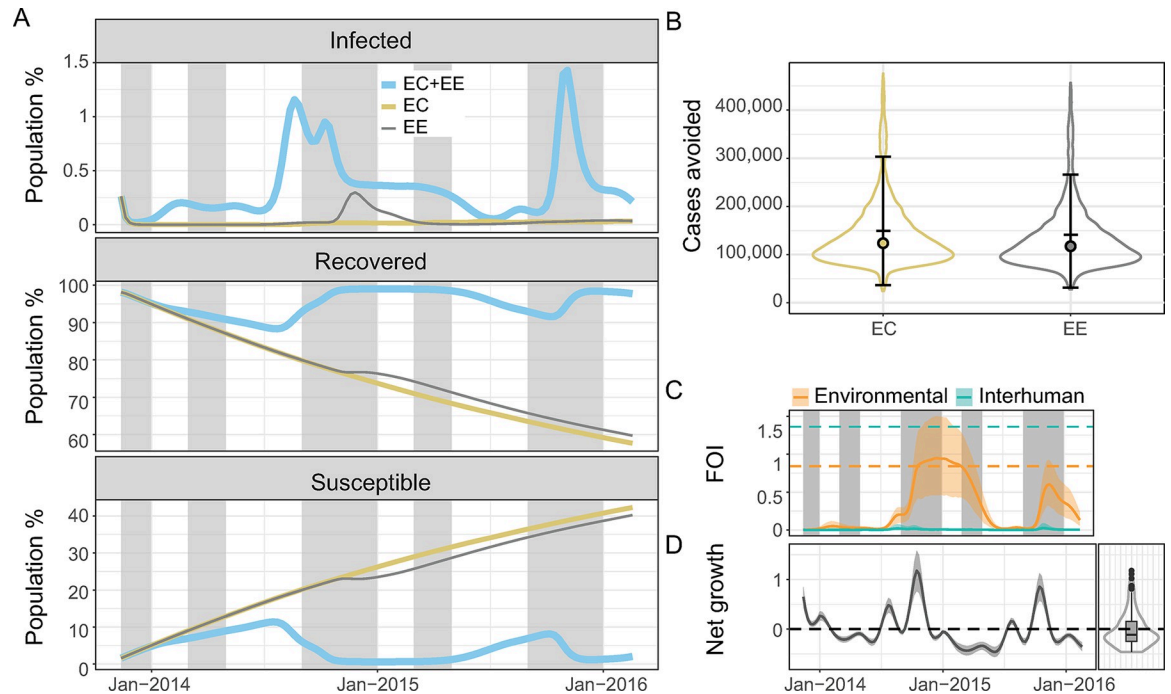 A
Infected
Population %
1.5
1
0.5
0
EC+EE
EC
EE
Recovered
Population %
100
90
80
70
60
Susceptible
Population %
40
30
20
10
0
Jan−2014
Jan−2015
Jan−2016
B
Cases avoided
400,000
300,000
200,000
100,000
0
EC
EE
C
Environmental
Interhuman
FOI
1.5
1
0.5
0
D
Net growth
1
0
Jan−2014
Jan−2015
Jan−2016